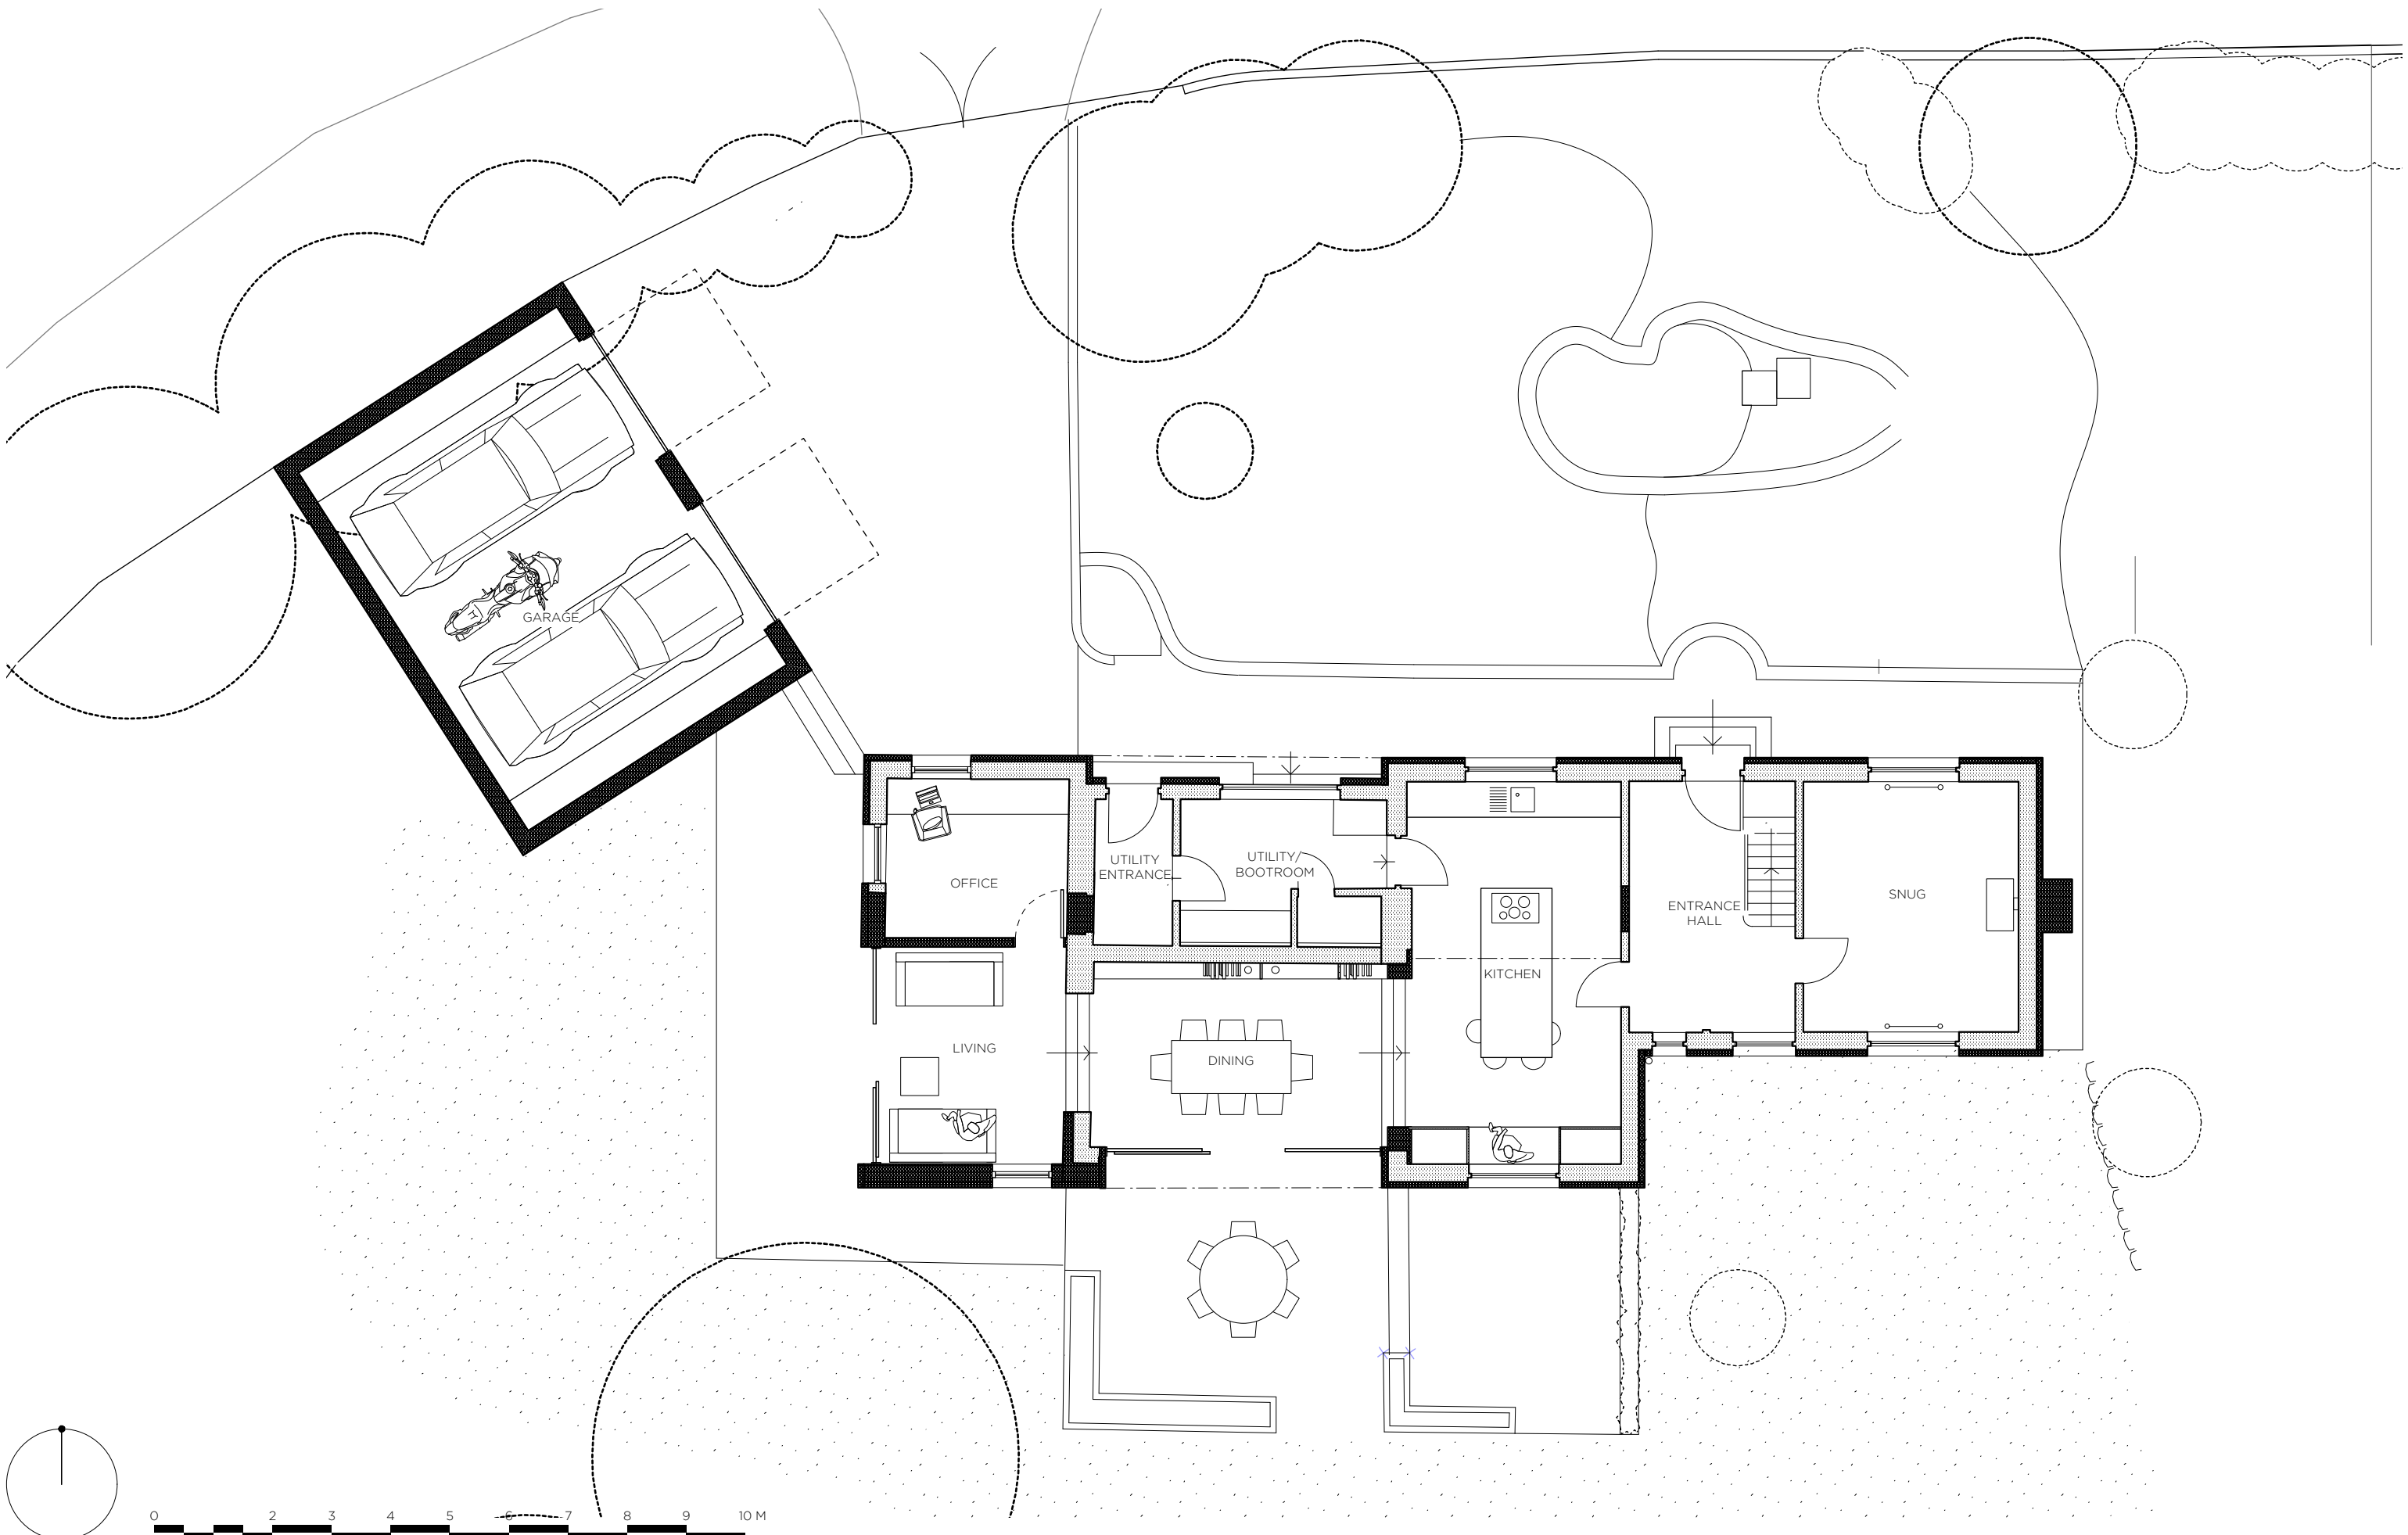 GARAGE
UTILITY
ENTRANCE
UTILITY/
BOOTROOM
OFFICE
ENTRANCE
HALL
SNUG
KITCHEN
LIVING
DINING
0 2 3 4 5 6 7 8 9 10 M